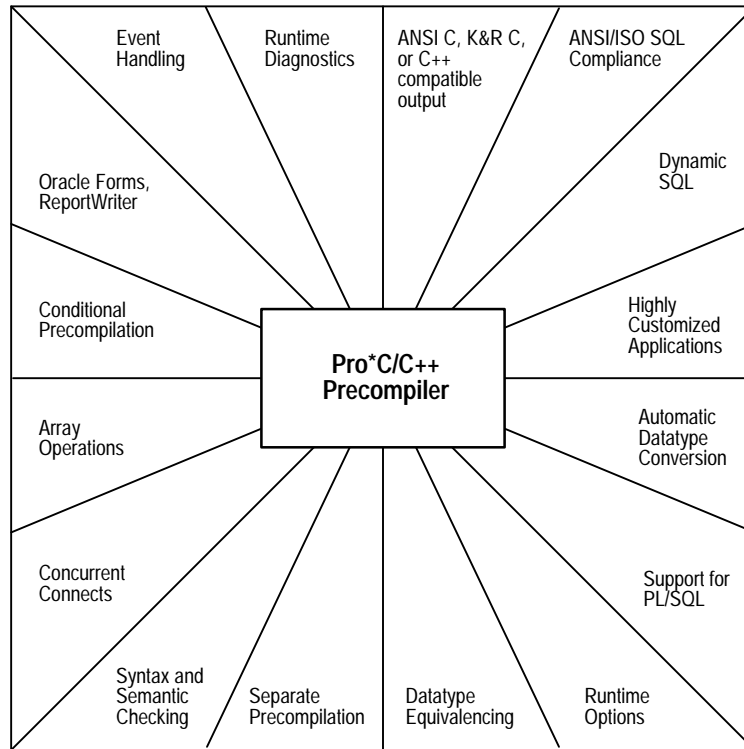 Event
Handling
Runtime
Diagnostics
ANSI C, K&R C,
or C++
compatible
output
ANSI/ISO SQL
Compliance
Dynamic
SQL
Oracle Forms,
ReportWriter
Conditional
Precompilation
Highly
Customized
Applications
Pro*C/C++
Precompiler
Array
Operations
Automatic
Datatype
Conversion
Concurrent
Connects
Support for
PL/SQL
Syntax and
Semantic
Checking
Separate
Precompilation
Datatype
Equivalencing
Runtime
Options